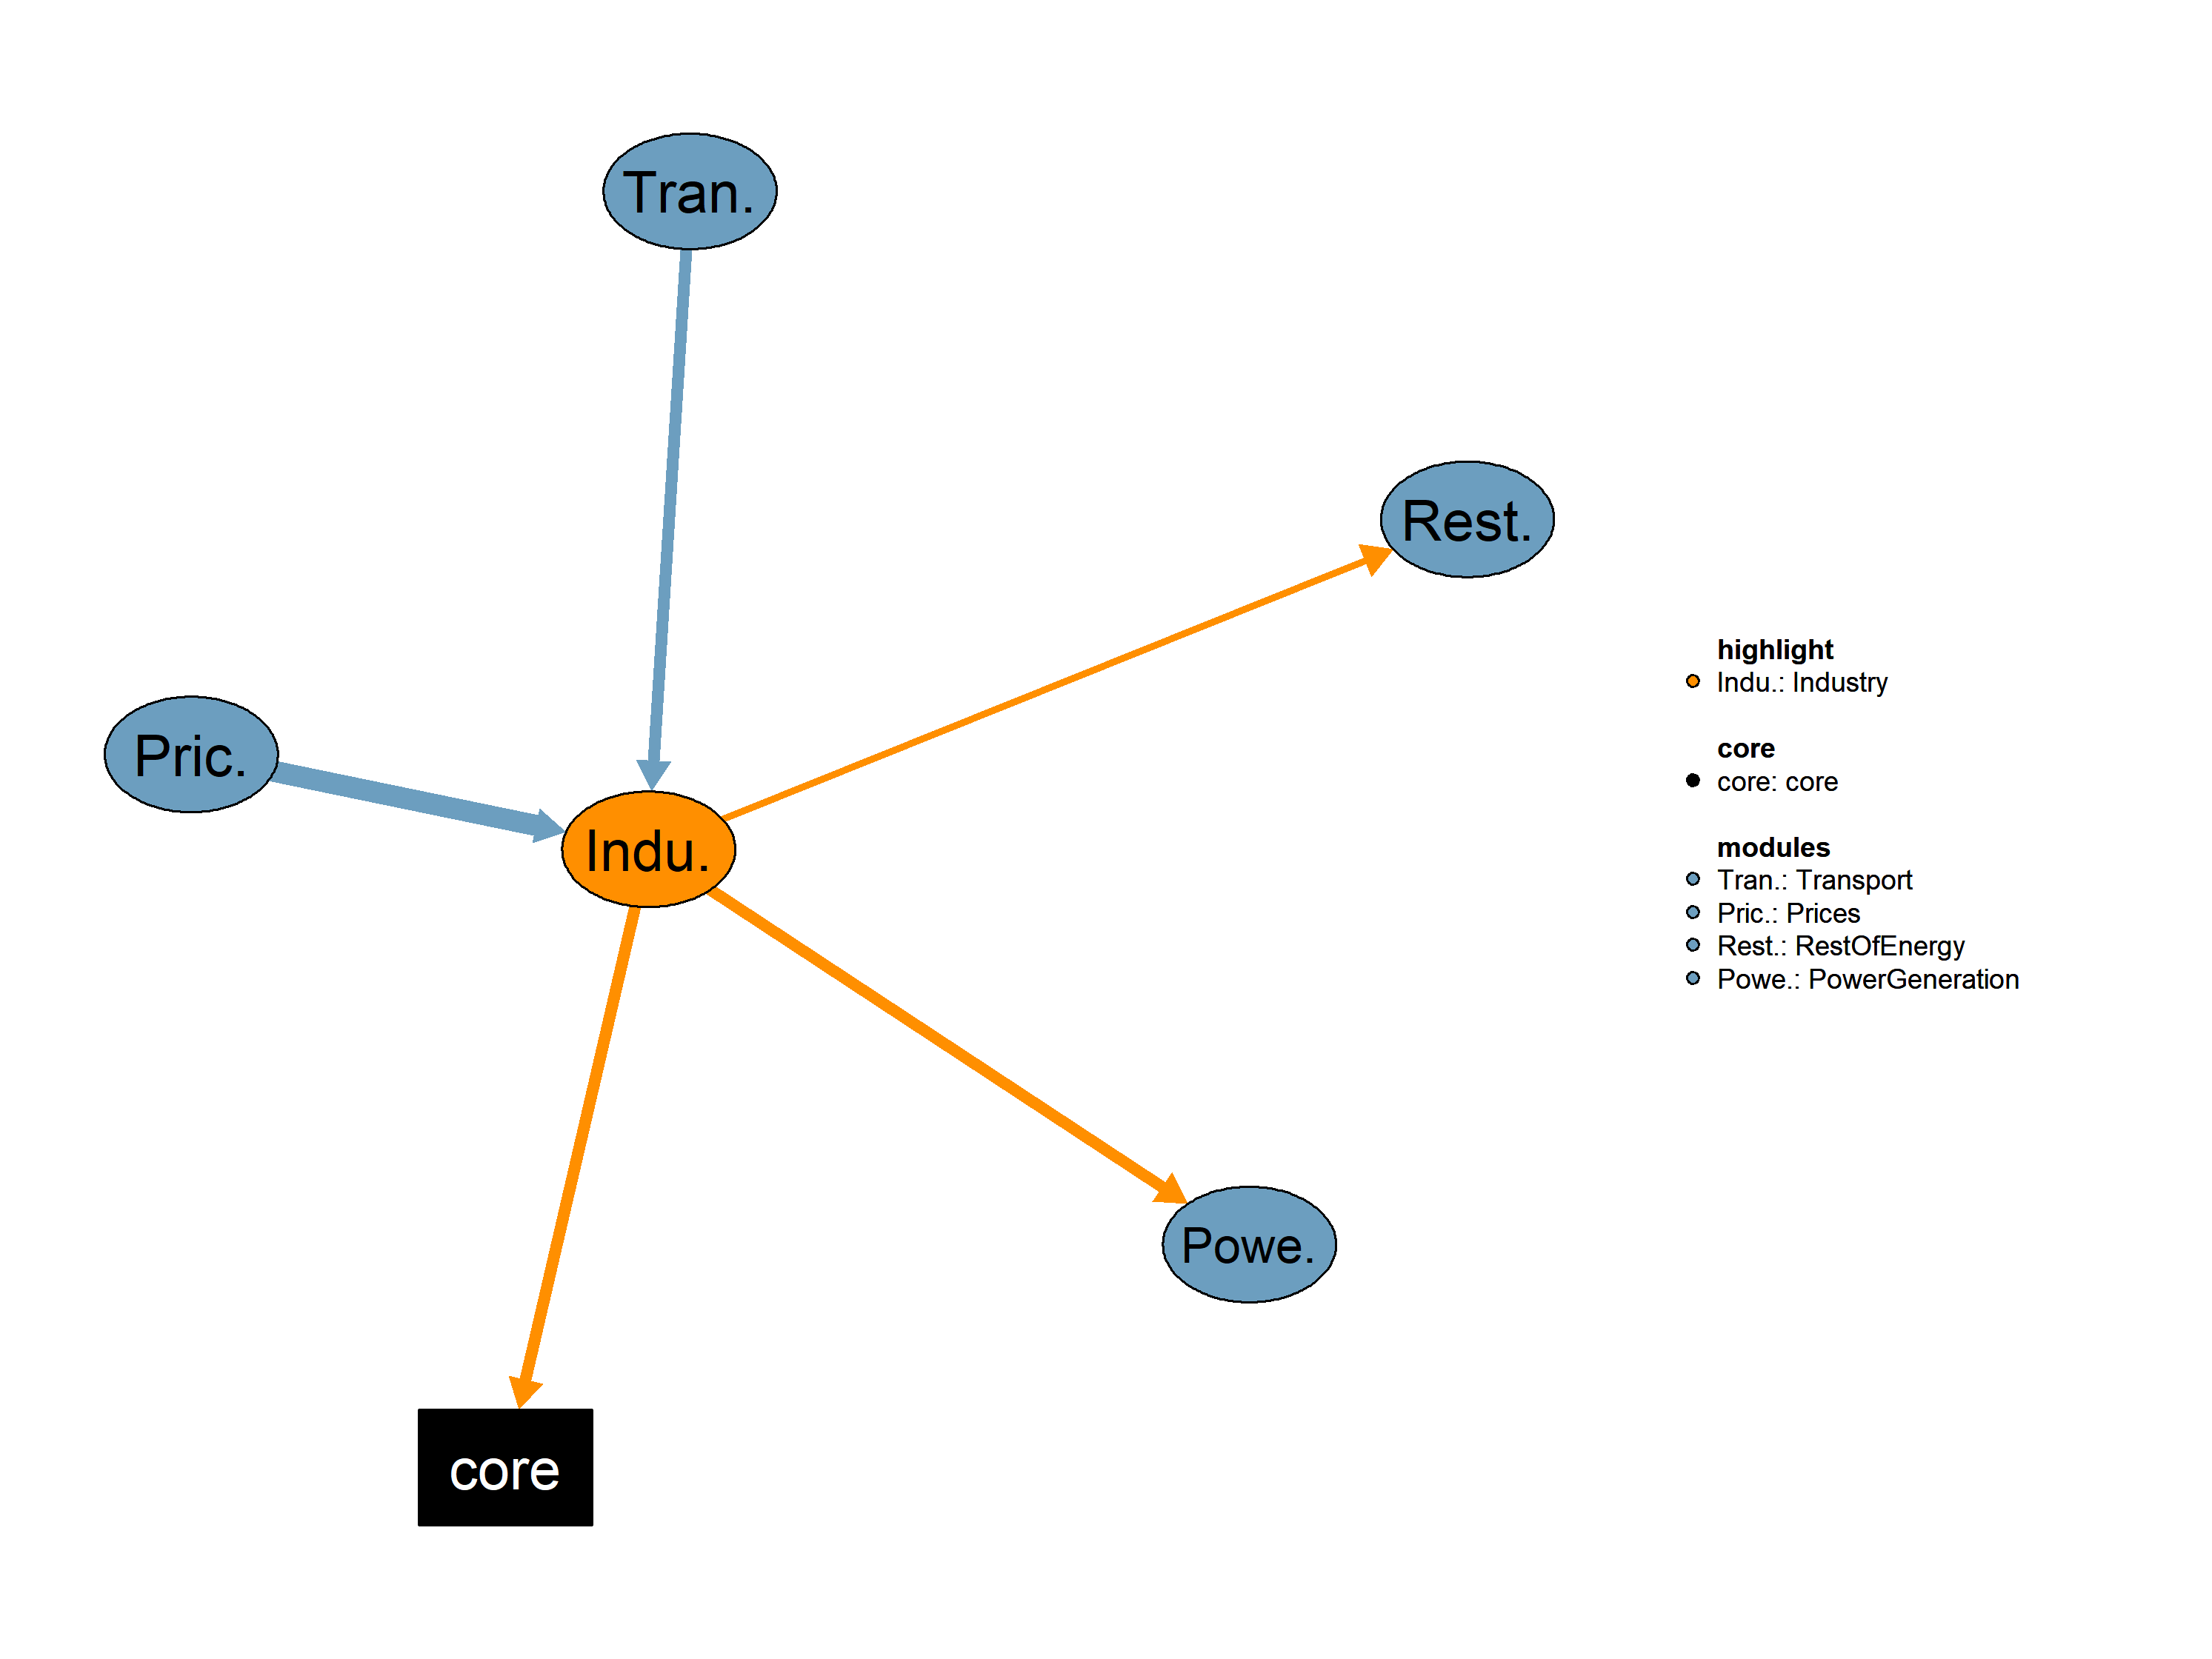 Tran.
Rest.
Pric.
Indu.
Powe.
core
highlight
Indu.: Industry
core
core: core
modules
Tran.: Transport
Pric.: Prices
Rest.: RestOfEnergy
Powe.: PowerGeneration